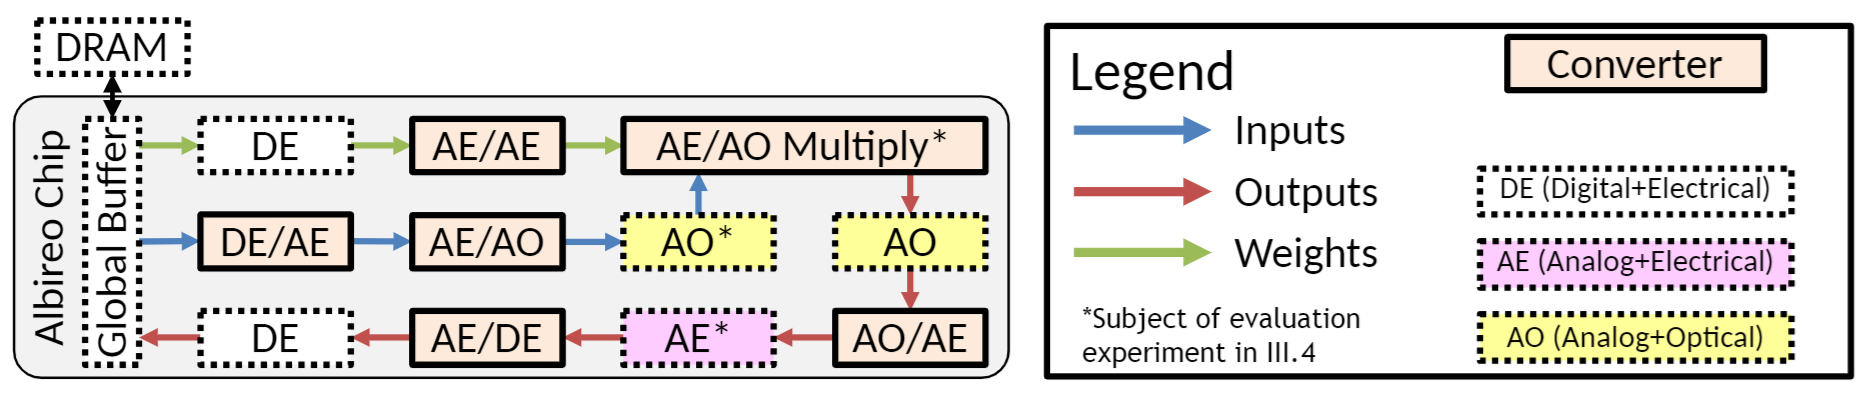 DRAM
Albireo Chip
Global Buffer
DE
AE/AE
AE/AO Multiply*
DE/AE
AE/AO
AO*
AO
DE
AE/DE
AE*
AO/AE
Legend
Converter
Inputs
Outputs
Weights
DE (Digital+Electrical)
AE (Analog+Electrical)
AO (Analog+Optical)
*Subject of evaluation
experiment in III.4